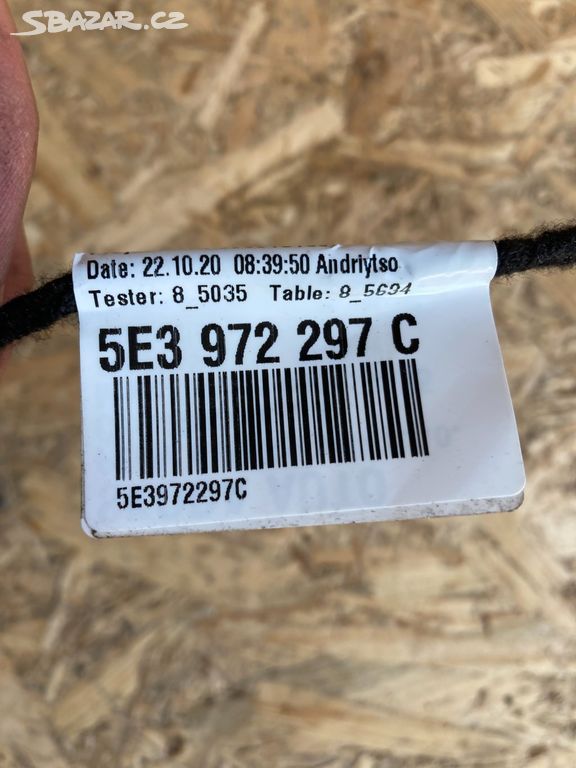 SBAZAR.CZ
Date: 22.10.20 08:39:50 Andriytso
Tester: 8_5035 Table: 8_5694
5E3 972 297 C
5E3972297C